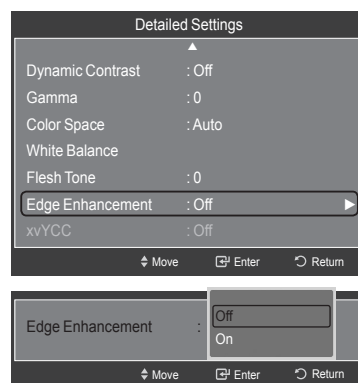 Detailed Settings
▲
Dynamic Contrast : Off
Gamma : 0
Color Space : Auto
White Balance
Flesh Tone : 0
Edge Enhancement : Off ►
xvYCC : Off
Move Enter Return
Edge Enhancement : Off
On
Move Enter Return